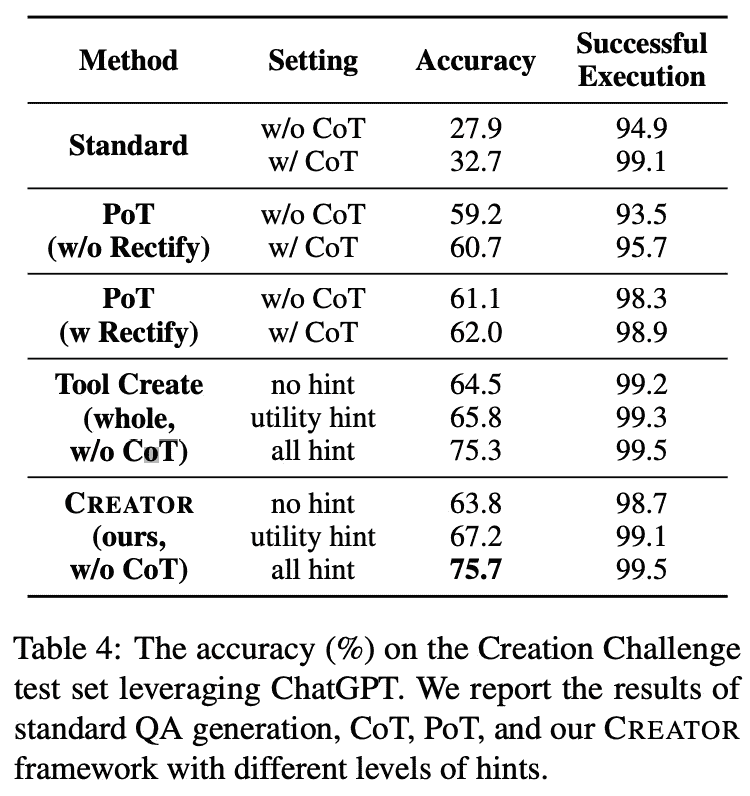 Method Setting Accuracy Successful Execution
Standard w/o CoT 27.9 94.9
w/ CoT 32.7 99.1
PoT (w/o Rectify) w/o CoT 59.2 93.5
w/ CoT 60.7 95.7
PoT (w Rectify) w/o CoT 61.1 98.3
w/ CoT 62.0 98.9
Tool Create no hint 64.5 99.2
(whole, utility hint 65.8 99.3
w/o CoT) all hint 75.3 99.5
CREATOR no hint 63.8 98.7
(ours, utility hint 67.2 99.1
w/o CoT) all hint 75.7 99.5
Table 4: The accuracy (%) on the Creation Challenge
test set leveraging ChatGPT. We report the results of
standard QA generation, CoT, PoT, and our CREATOR
framework with different levels of hints.